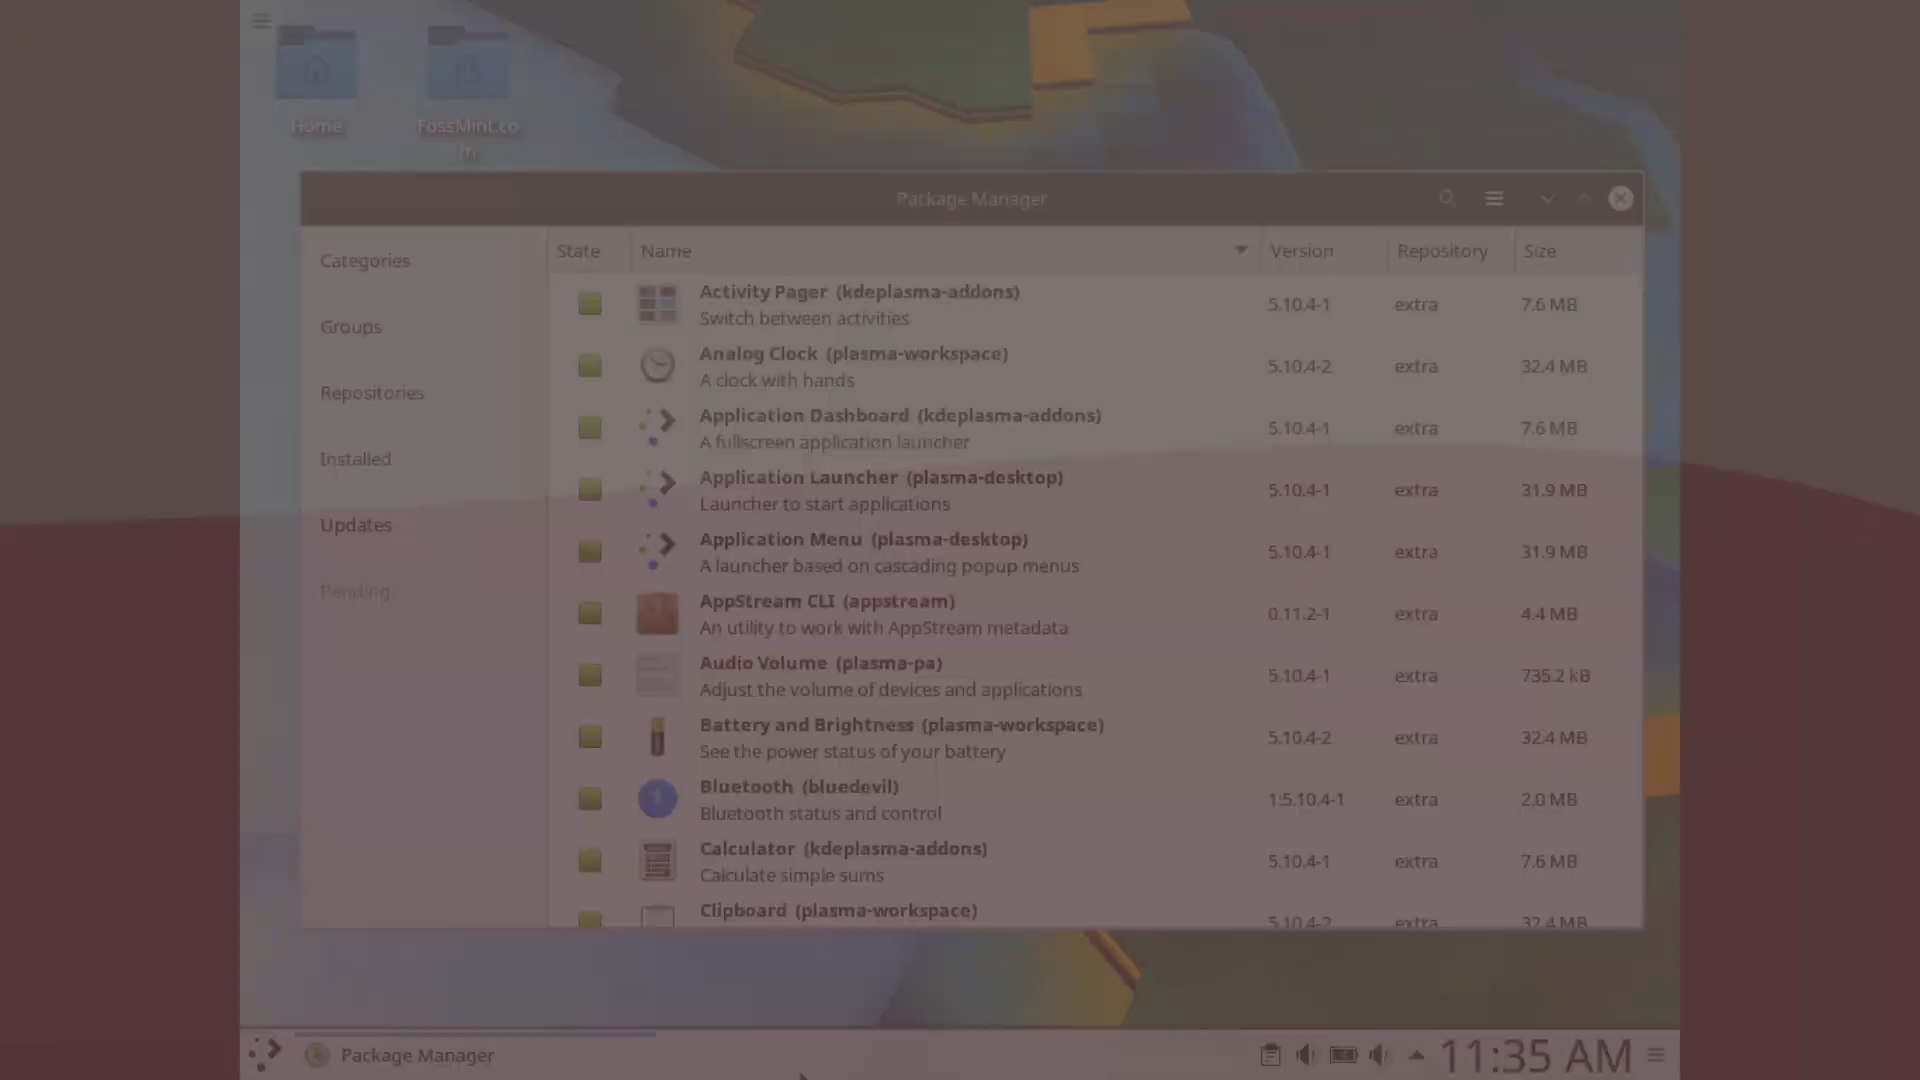 Home
FossMint.co
m
Package Manager
Categories
Groups
Repositories
Installed
Updates
Pending
State Name Version Repository Size
Activity Pager (kdeplasma-addons)
Switch between activities
5.10.4-1 extra 7.6 MB
Analog Clock (plasma-workspace)
A clock with hands
5.10.4-2 extra 32.4 MB
Application Dashboard (kdeplasma-addons)
A fullscreen application launcher
5.10.4-1 extra 7.6 MB
Application Launcher (plasma-desktop)
Launcher to start applications
5.10.4-1 extra 31.9 MB
Application Menu (plasma-desktop)
A launcher based on cascading popup menus
5.10.4-1 extra 31.9 MB
AppStream CLI (appstream)
An utility to work with AppStream metadata
0.11.2-1 extra 4.4 MB
Audio Volume (plasma-pa)
Adjust the volume of devices and applications
5.10.4-1 extra 735.2 kB
Battery and Brightness (plasma-workspace)
See the power status of your battery
5.10.4-2 extra 32.4 MB
Bluetooth (bluedevil)
Bluetooth status and control
1:5.10.4-1 extra 2.0 MB
Calculator (kdeplasma-addons)
Calculate simple sums
5.10.4-1 extra 7.6 MB
Clipboard (plasma-workspace)
5.10.4-2 extra 32.4 MB
Package Manager
11:35 AM